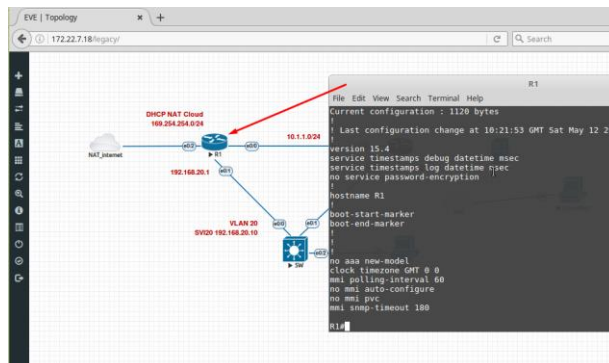 EVE | Topology
172.22.7.18/legacy/
Search
R1
File Edit View Search Terminal Help
DHCP NAT Cloud
169.254.254.0/24
NAT_Internet
e0/2
R1
e0/0
10.1.1.0/24
192.168.20.1
e0/1
VLAN 20
SVI20 192.168.20.10
e0/0
e0/1
SW
e0/2
Current configuration : 1120 bytes
!
! Last configuration change at 10:21:53 GMT Sat May 12 2
!
version 15.4
service timestamps debug datetime msec
service timestamps log datetime msec
no service password-encryption
!
hostname R1
!
boot-start-marker
boot-end-marker
!
!
!
no aaa new-model
clock timezone GMT 0 0
mmi polling-interval 60
no mmi auto-configure
no mmi pvc
mmi snmp-timeout 180
R1#